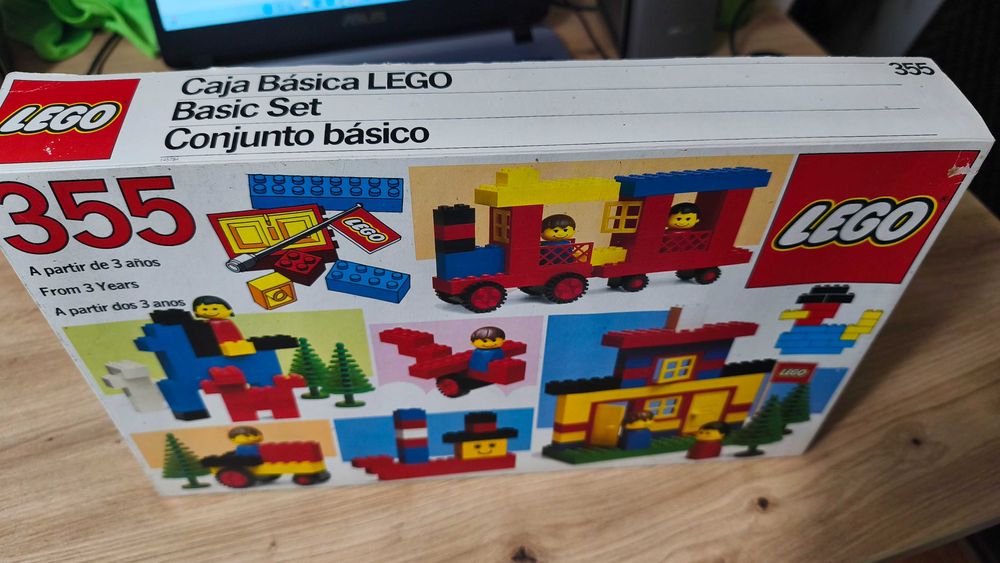 ASUS
LEGO
Caja Básica LEGO
Basic Set
Conjunto básico
355
355
A partir de 3 años
From 3 Years
A partir dos 3 anos
LEGO
LEGO
LEGO